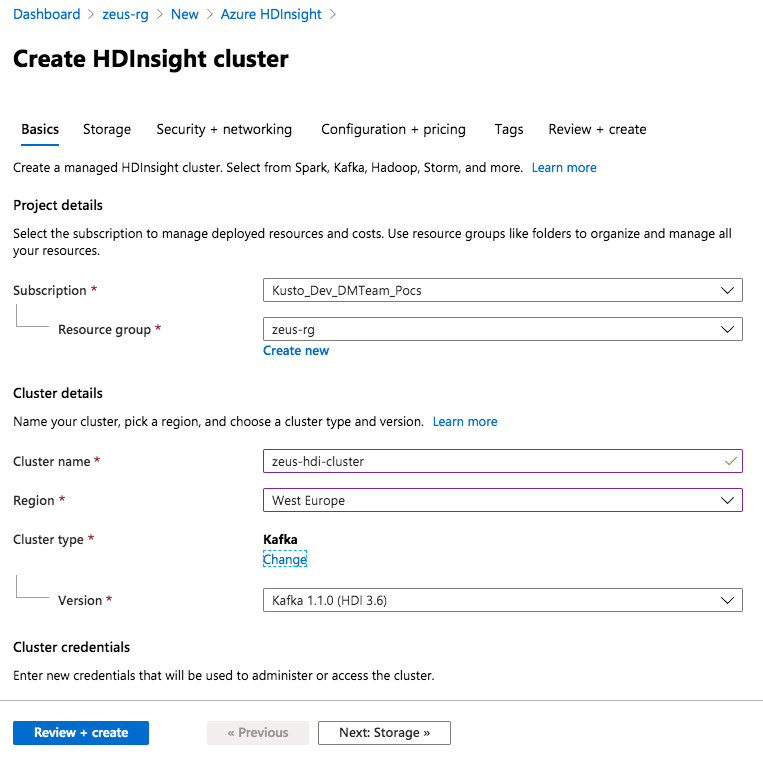 Dashboard > zeus-rg > New > Azure HDInsight >
Create HDInsight cluster
Basics Storage Security + networking Configuration + pricing Tags Review + create
Create a managed HDInsight cluster. Select from Spark, Kafka, Hadoop, Storm, and more. Learn more
Project details
Select the subscription to manage deployed resources and costs. Use resource groups like folders to organize and manage all
your resources.
Subscription * Kusto_Dev_DMTeam_Pocs
Resource group * zeus-rg
Create new
Cluster details
Name your cluster, pick a region, and choose a cluster type and version. Learn more
Cluster name * zeus-hdi-cluster
Region * West Europe
Cluster type * Kafka
Change
Version * Kafka 1.1.0 (HDI 3.6)
Cluster credentials
Enter new credentials that will be used to administer or access the cluster.
Review + create « Previous Next: Storage »